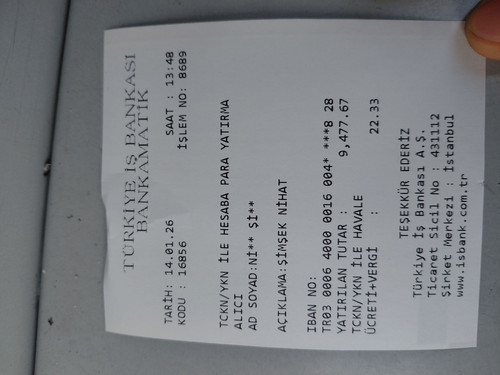 TÜRKİYE İŞ BANKASI
BANKAMATİK
TARİH: 14.01.26 SAAT : 13:48
KODU : 16856 İŞLEM NO: 8689
TCKN/YKN İLE HESABA PARA YATIRMA
ALICI
AD SOYAD:Nİ** Şİ**
AÇIKLAMA:ŞİMŞEK NİHAT
IBAN NO:
TR03 0006 4000 0016 004* ***8 28
YATIRILAN TUTAR : 9,477.67
TCKN/YKN İLE HAVALE
ÜCRETİ+VERGİ : 22.33
TEŞEKKÜR EDERİZ
Türkiye İş Bankası A.Ş.
Ticaret Sicil No : 431112
Şirket Merkezi : İstanbul
www.isbank.com.tr